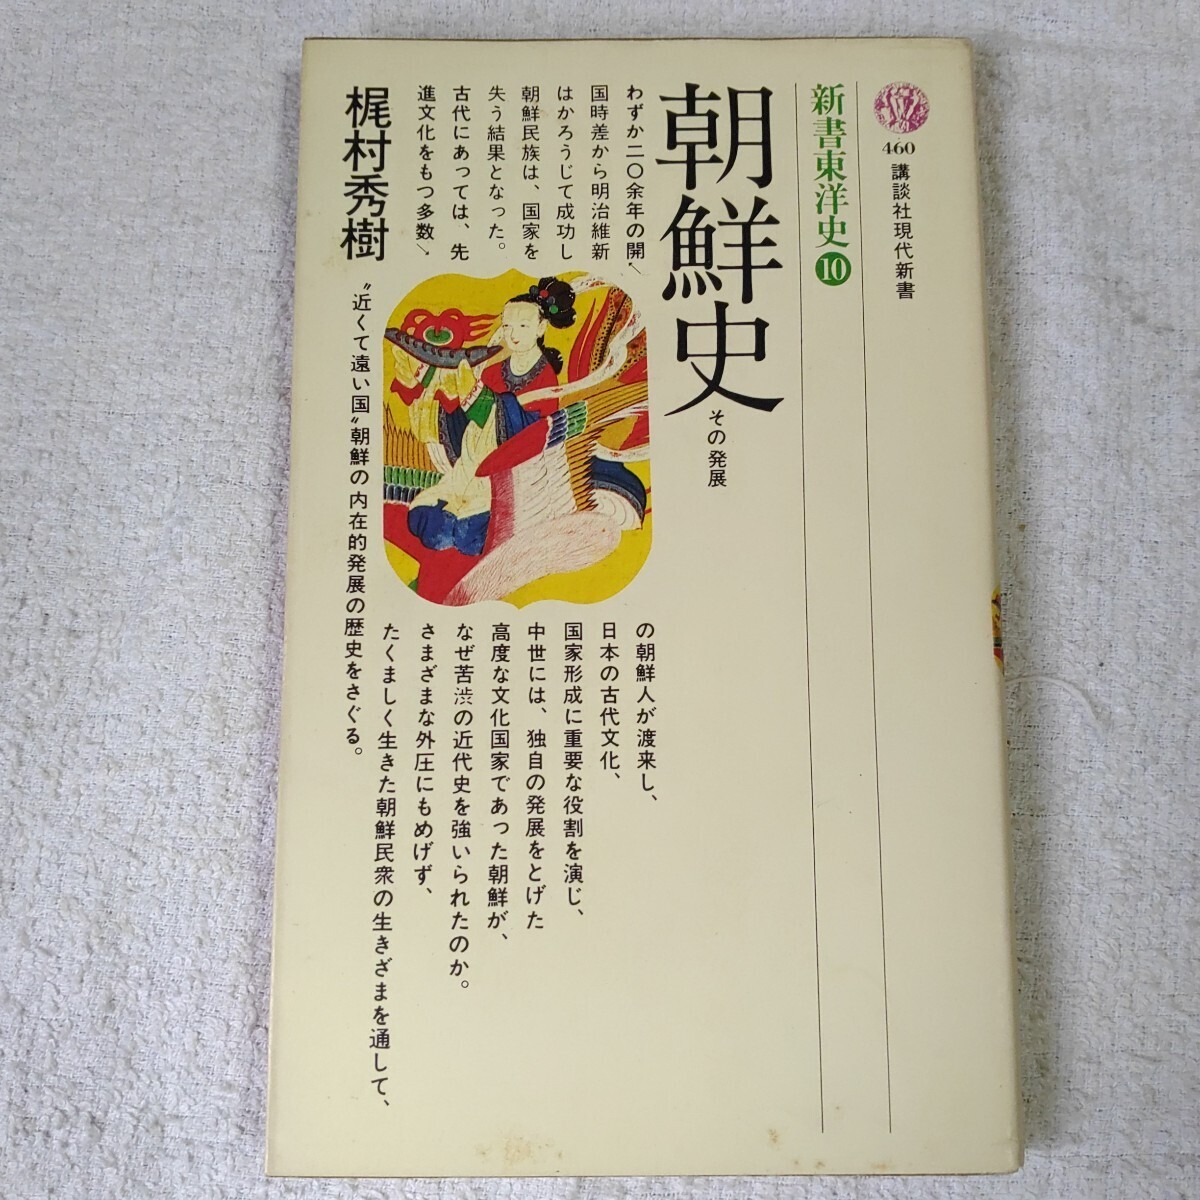 460
講談社現代新書
新書東洋史10
朝鮮史
その発展
わずか二〇余年の開
国時差から明治維新
はかろうじて成功し
朝鮮民族は、国家を
失う結果となった。
古代にあっては、先
進文化をもつ多数
の朝鮮人が渡来し、
日本の古代文化、
国家形成に重要な役割を演じ、
中世には、独自の発展をとげた
高度な文化国家であった朝鮮が、
なぜ苦渋の近代史を強いられたのか。
さまざまな外圧にもめげず、
たくましく生きた朝鮮民衆の生きざまを通して、
〝近くて遠い国〟朝鮮の内在的発展の歴史をさぐる。
梶村秀樹